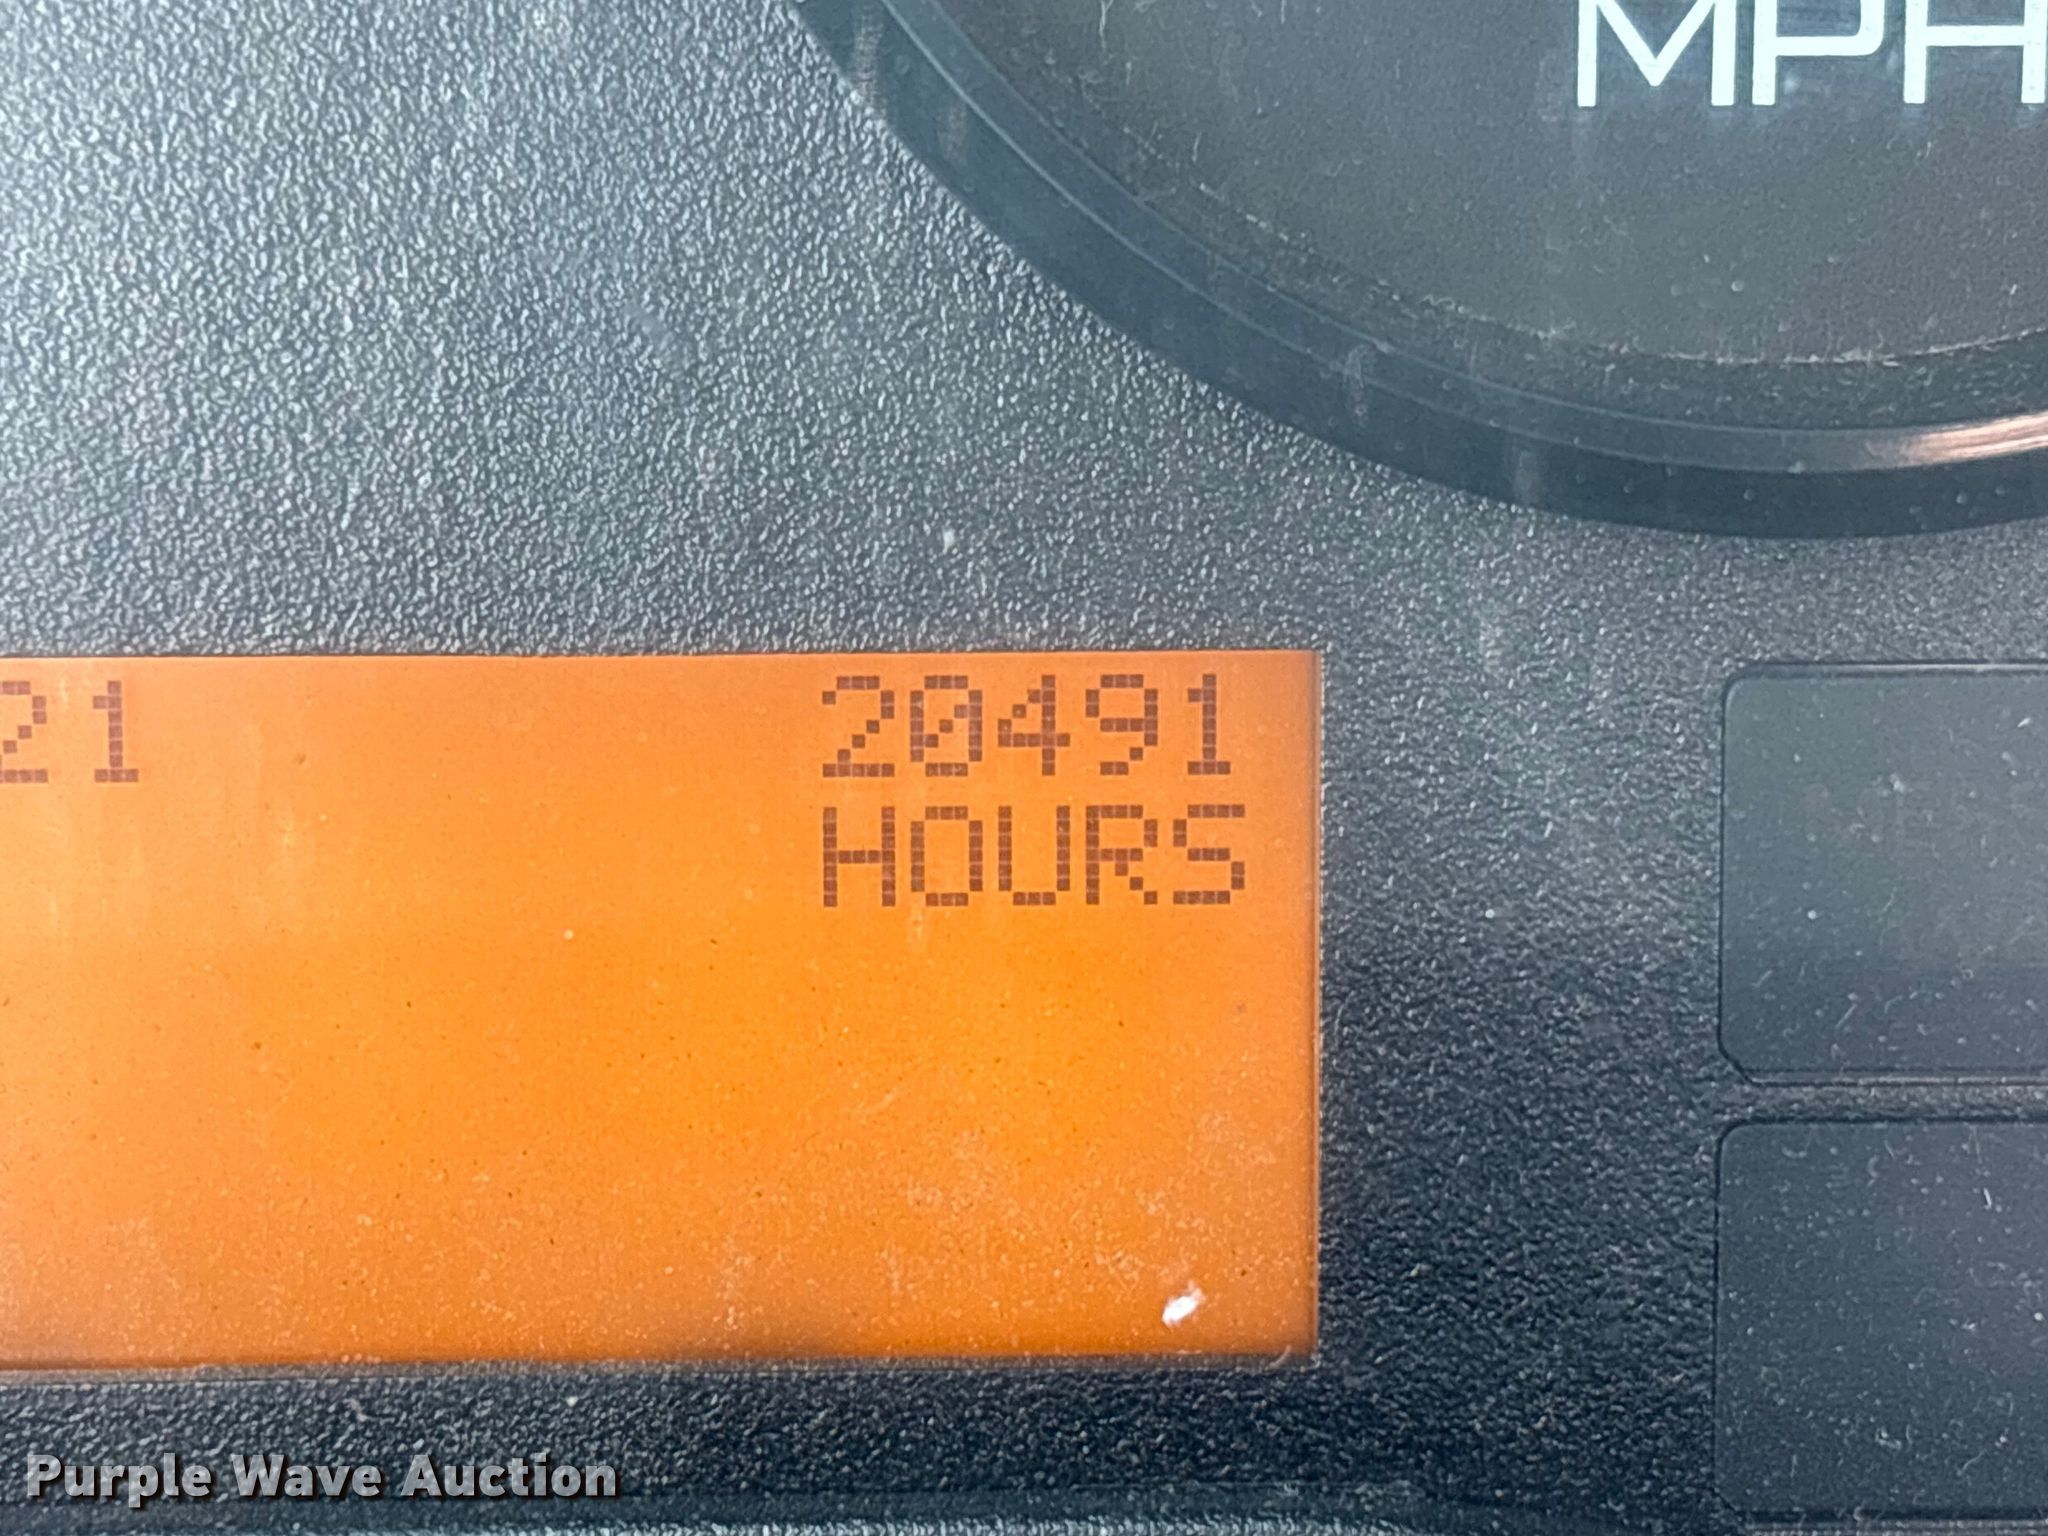 MPH
21 20491
HOURS
Purple Wave Auction